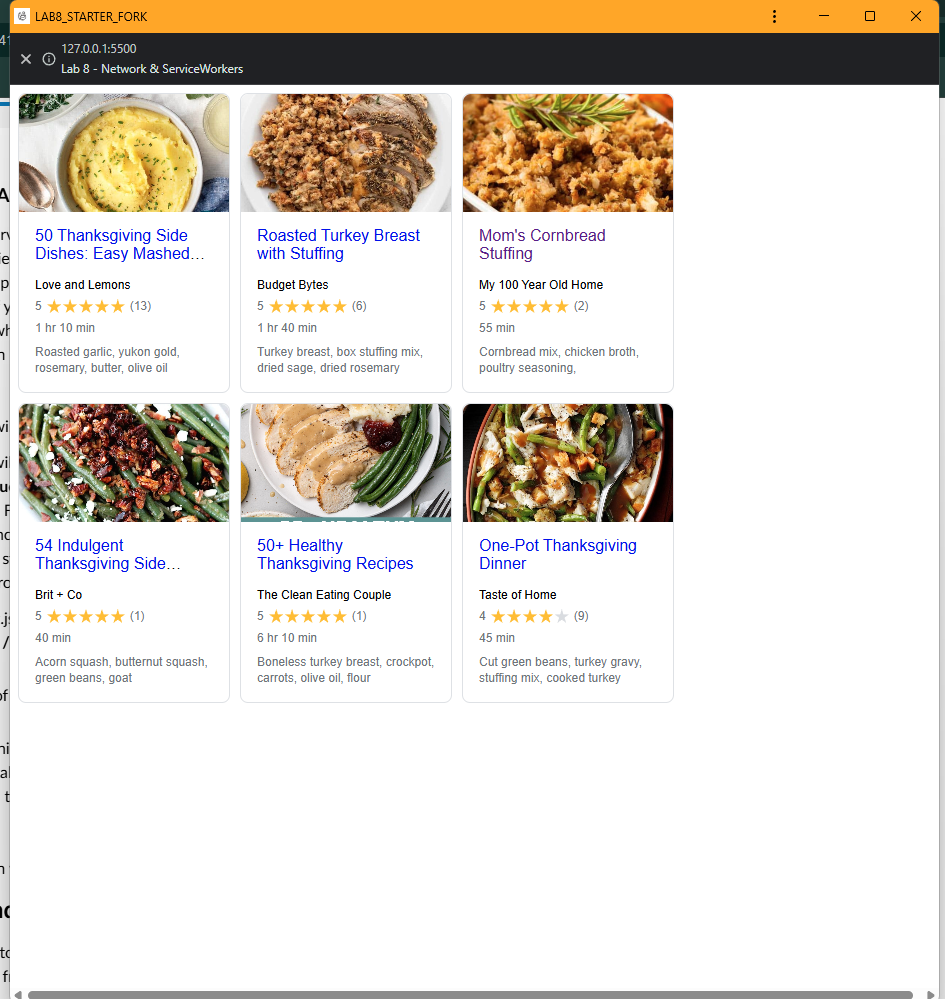 LAB8_STARTER_FORK
127.0.0.1:5500
Lab 8 - Network & ServiceWorkers
50 Thanksgiving Side
Dishes: Easy Mashed…
Love and Lemons
5 ★★★★★ (13)
1 hr 10 min
Roasted garlic, yukon gold,
rosemary, butter, olive oil
Roasted Turkey Breast
with Stuffing
Budget Bytes
5 ★★★★★ (6)
1 hr 40 min
Turkey breast, box stuffing mix,
dried sage, dried rosemary
Mom's Cornbread
Stuffing
My 100 Year Old Home
5 ★★★★★ (2)
55 min
Cornbread mix, chicken broth,
poultry seasoning,
54 Indulgent
Thanksgiving Side…
Brit + Co
5 ★★★★★ (1)
40 min
Acorn squash, butternut squash,
green beans, goat
50+ Healthy
Thanksgiving Recipes
The Clean Eating Couple
5 ★★★★★ (1)
6 hr 10 min
Boneless turkey breast, crockpot,
carrots, olive oil, flour
One-Pot Thanksgiving
Dinner
Taste of Home
4 ★★★★★ (9)
45 min
Cut green beans, turkey gravy,
stuffing mix, cooked turkey